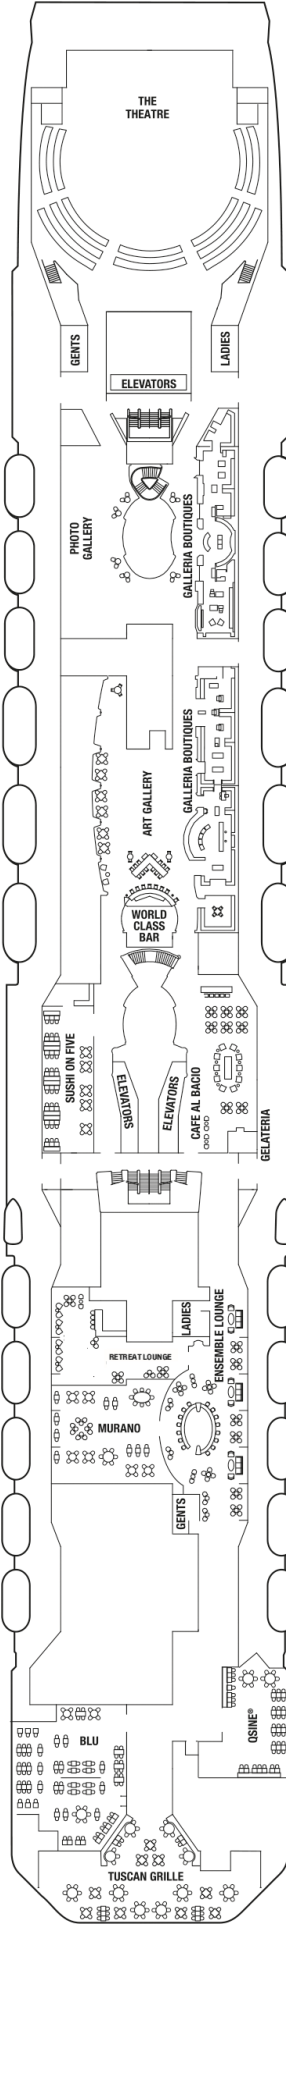 THE
THEATRE
GENTS
LADIES
ELEVATORS
PHOTO
GALLERY
GALLERIA BOUTIQUES
GALLERIA BOUTIQUES
ART GALLERY
WORLD
CLASS
BAR
SUSHI ON FIVE
ELEVATORS
ELEVATORS
CAFE AL BACIO
GELATERIA
LADIES
ENSEMBLE LOUNGE
RETREAT LOUNGE
MURANO
GENTS
QSINE®
BLU
TUSCAN GRILLE